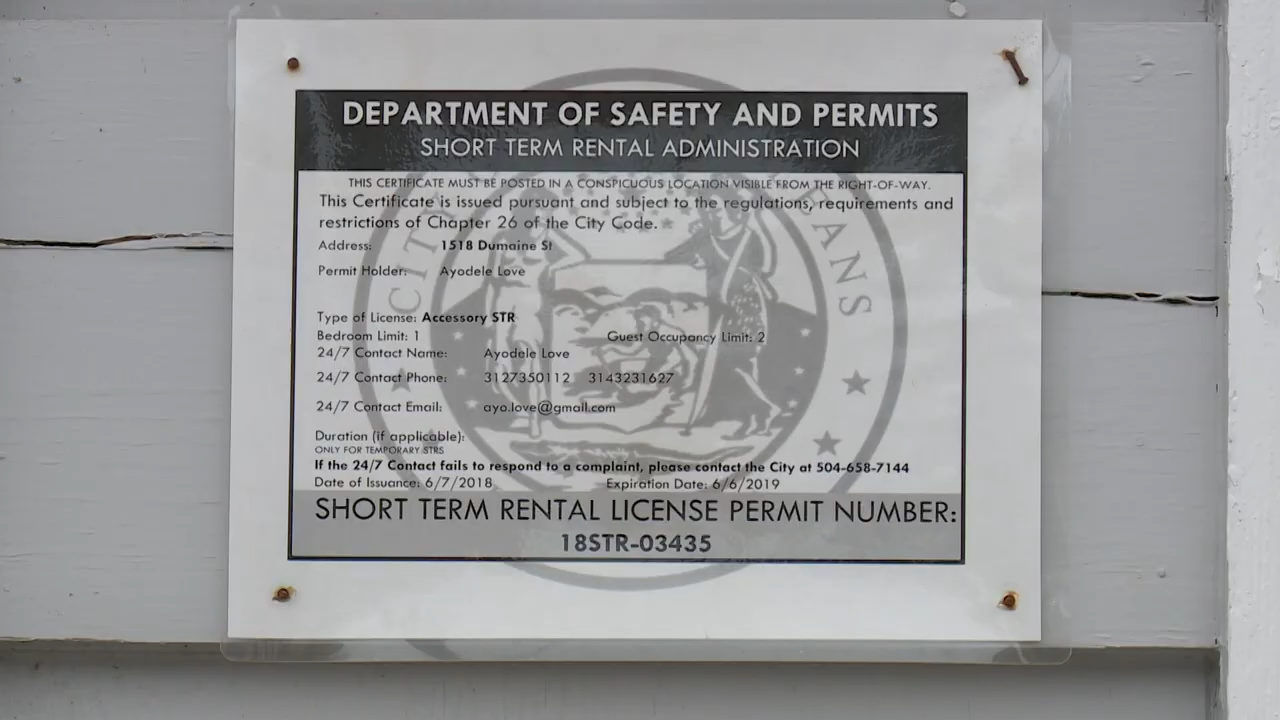 DEPARTMENT OF SAFETY AND PERMITS
SHORT TERM RENTAL ADMINISTRATION
THIS CERTIFICATE MUST BE POSTED IN A CONSPICUOUS LOCATION VISIBLE FROM THE RIGHT-OF-WAY.
This Certificate is issued pursuant and subject to the regulations, requirements and
restrictions of Chapter 26 of the City Code.
Address: 1518 Dumaine St
Permit Holder: Ayodele Love
Type of License: Accessory STR
Bedroom Limit: 1 Guest Occupancy Limit: 2
24/7 Contact Name: Ayodele Love
24/7 Contact Phone: 3127350112 3143231627
24/7 Contact Email: ayo.love@gmail.com
Duration (if applicable):
ONLY FOR TEMPORARY STRS
If the 24/7 Contact fails to respond to a complaint, please contact the City at 504-658-7144
Date of Issuance: 6/7/2018 Expiration Date: 6/6/2019
SHORT TERM RENTAL LICENSE PERMIT NUMBER:
18STR-03435